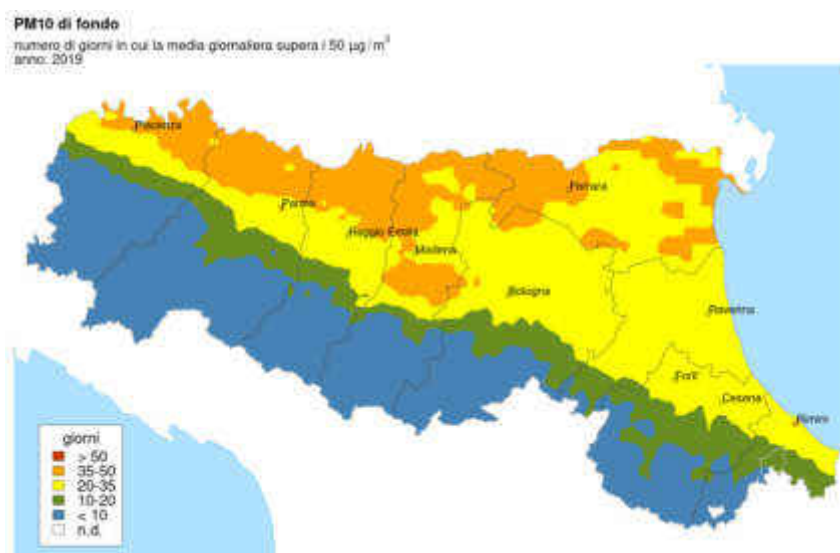 PM10 di fondo
numero di giorni in cui la media giornaliera supera i 50 µg/m³
anno: 2019
Piacenza
Parma
Reggio Emilia
Modena
Ferrara
Bologna
Ravenna
Forlì
Cesena
Rimini
giorni
> 50
35-50
20-35
10-20
< 10
n.d.